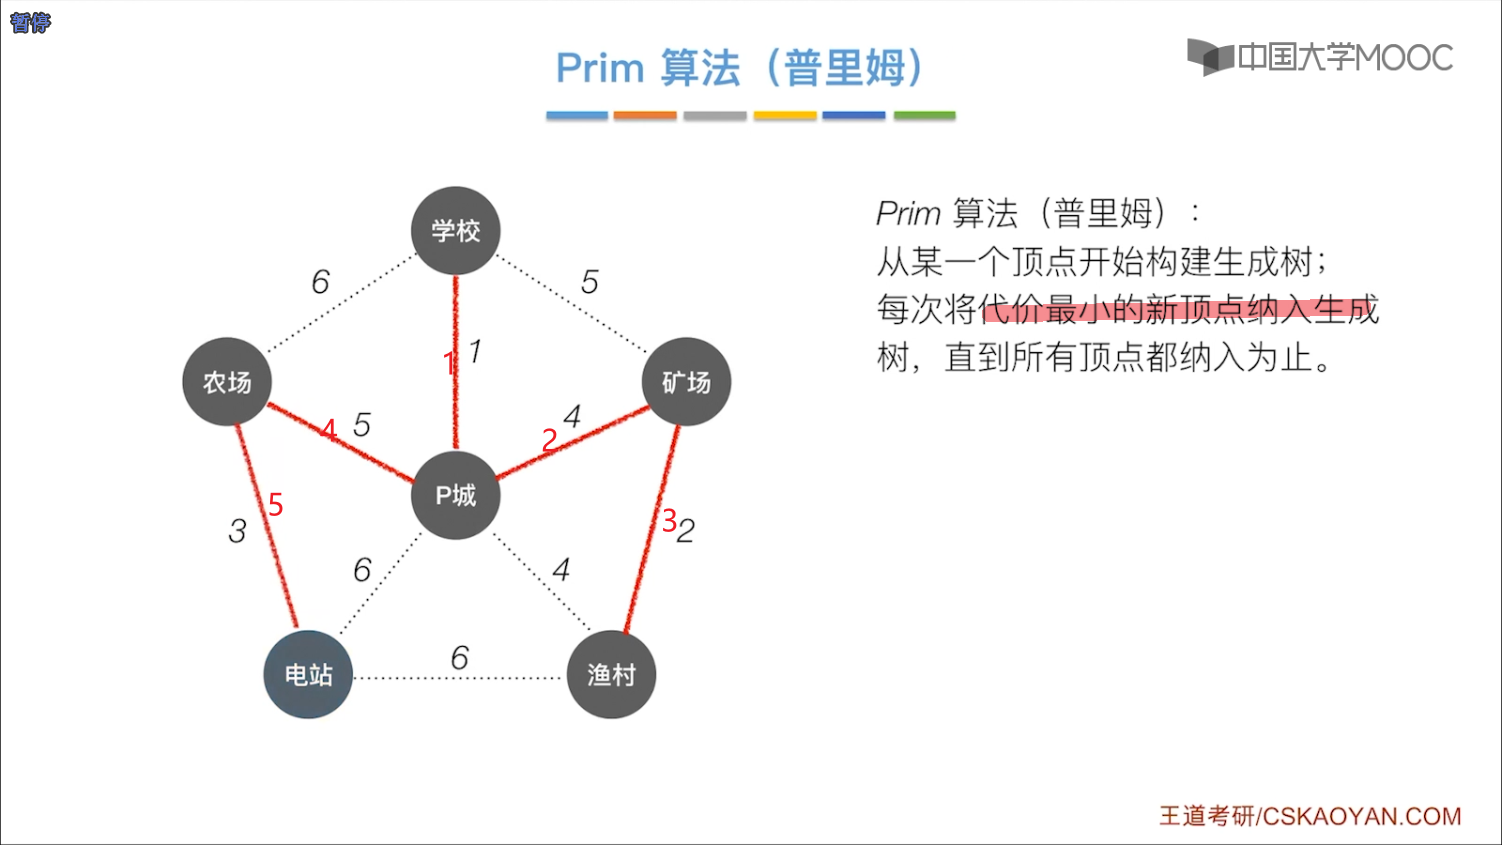 暂停
Prim 算法（普里姆）
中国大学MOOC
学校
6
5
1
1
农场
矿场
4
5
2
4
P城
5
3
3
2
6
4
电站
6
渔村
Prim 算法（普里姆）：
从某一个顶点开始构建生成树；
每次将代价最小的新顶点纳入生成
树，直到所有顶点都纳入为止。
王道考研/CSKAOYAN.COM